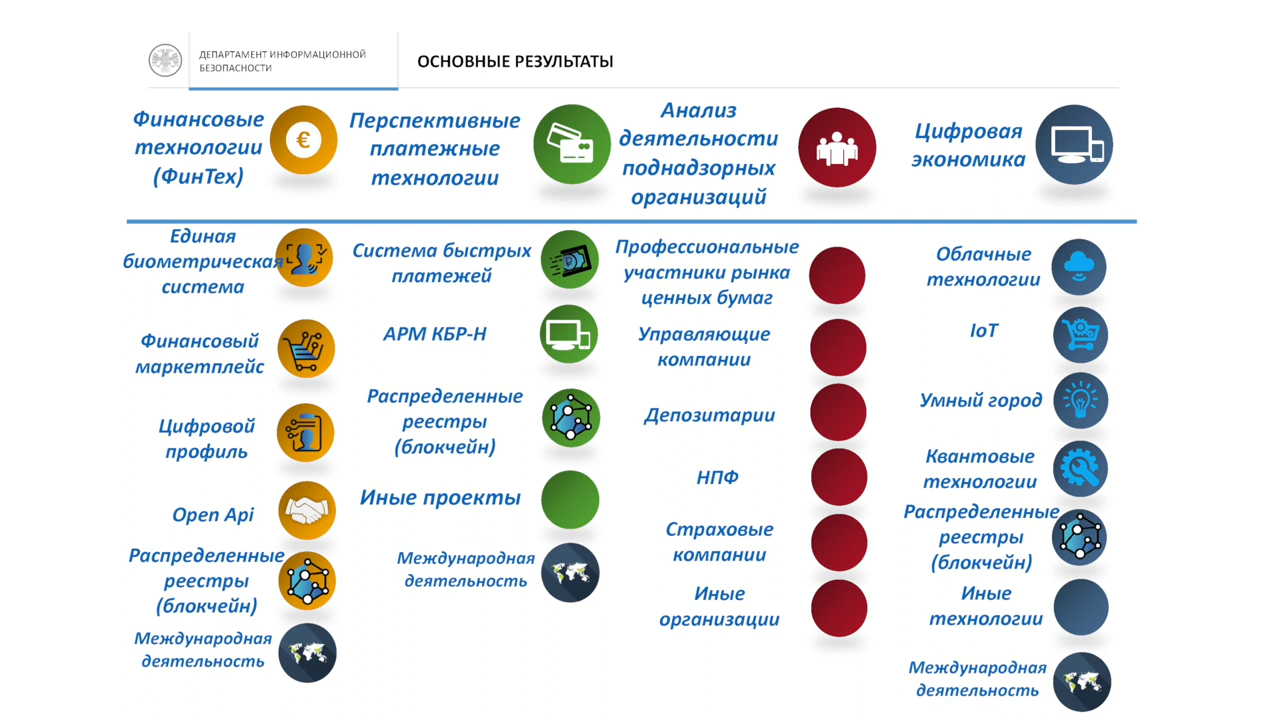 ДЕПАРТАМЕНТ ИНФОРМАЦИОННОЙ
БЕЗОПАСНОСТИ
ОСНОВНЫЕ РЕЗУЛЬТАТЫ
Финансовые
технологии
(ФинТех)
€
Перспективные
платежные
технологии
Анализ
деятельности
поднадзорных
организаций
Цифровая
экономика
Единая
биометрическая
система
Финансовый
маркетплейс
Цифровой
профиль
Open Api
Распределенные
реестры
(блокчейн)
Международная
деятельность
Система быстрых
платежей
АРМ КБР-Н
Распределенные
реестры
(блокчейн)
Иные проекты
Международная
деятельность
Профессиональные
участники рынка
ценных бумаг
Управляющие
компании
Депозитарии
НПФ
Страховые
компании
Иные
организации
Облачные
технологии
IoT
Умный город
Квантовые
технологии
Распределенные
реестры
(блокчейн)
Иные
технологии
Международная
деятельность